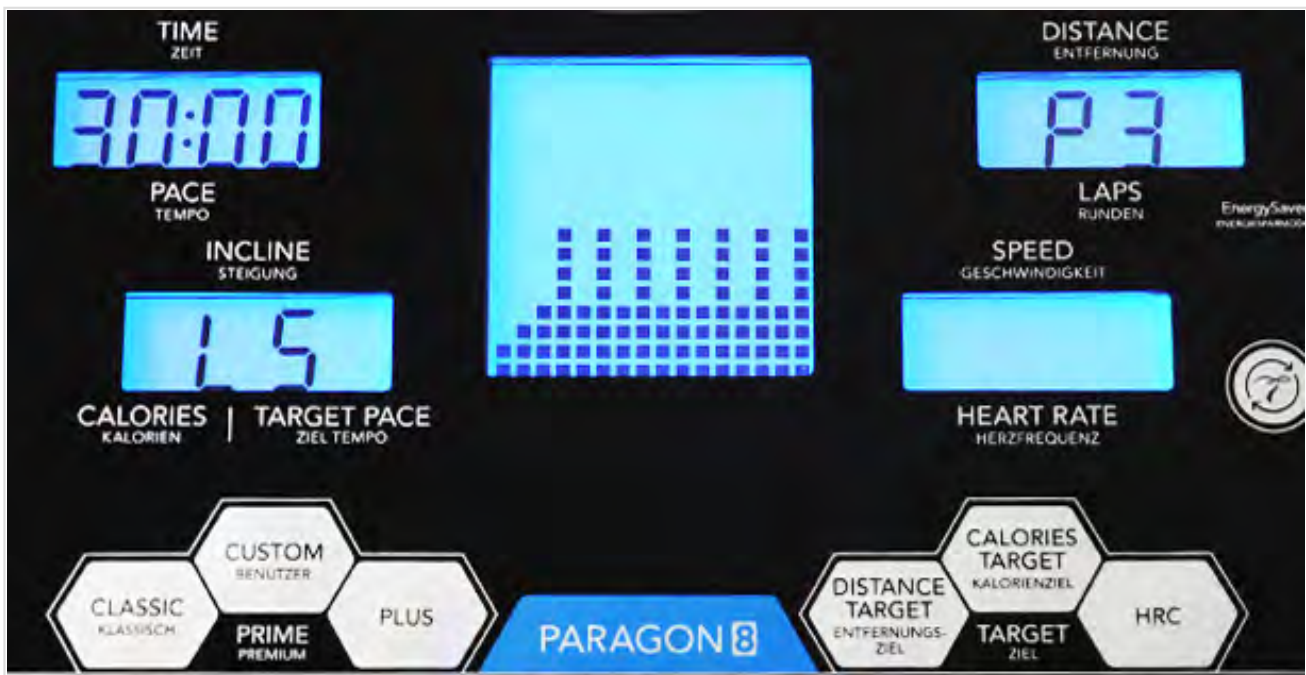 TIME
ZEIT
30:00
PACE
TEMPO
INCLINE
STEIGUNG
1 5
CALORIES | TARGET PACE
KALORIEN ZIEL TEMPO
DISTANCE
ENTFERNUNG
P3
LAPS
RUNDEN
SPEED
GESCHWINDIGKEIT
HEART RATE
HERZFREQUENZ
CLASSIC
KLASSISCH
CUSTOM
BENUTZER
PLUS
PRIME
PREMIUM
PARAGON 8
DISTANCE
TARGET
ENTFERNUNGS-
ZIEL
CALORIES
TARGET
KALORIENZIEL
HRC
TARGET
ZIEL